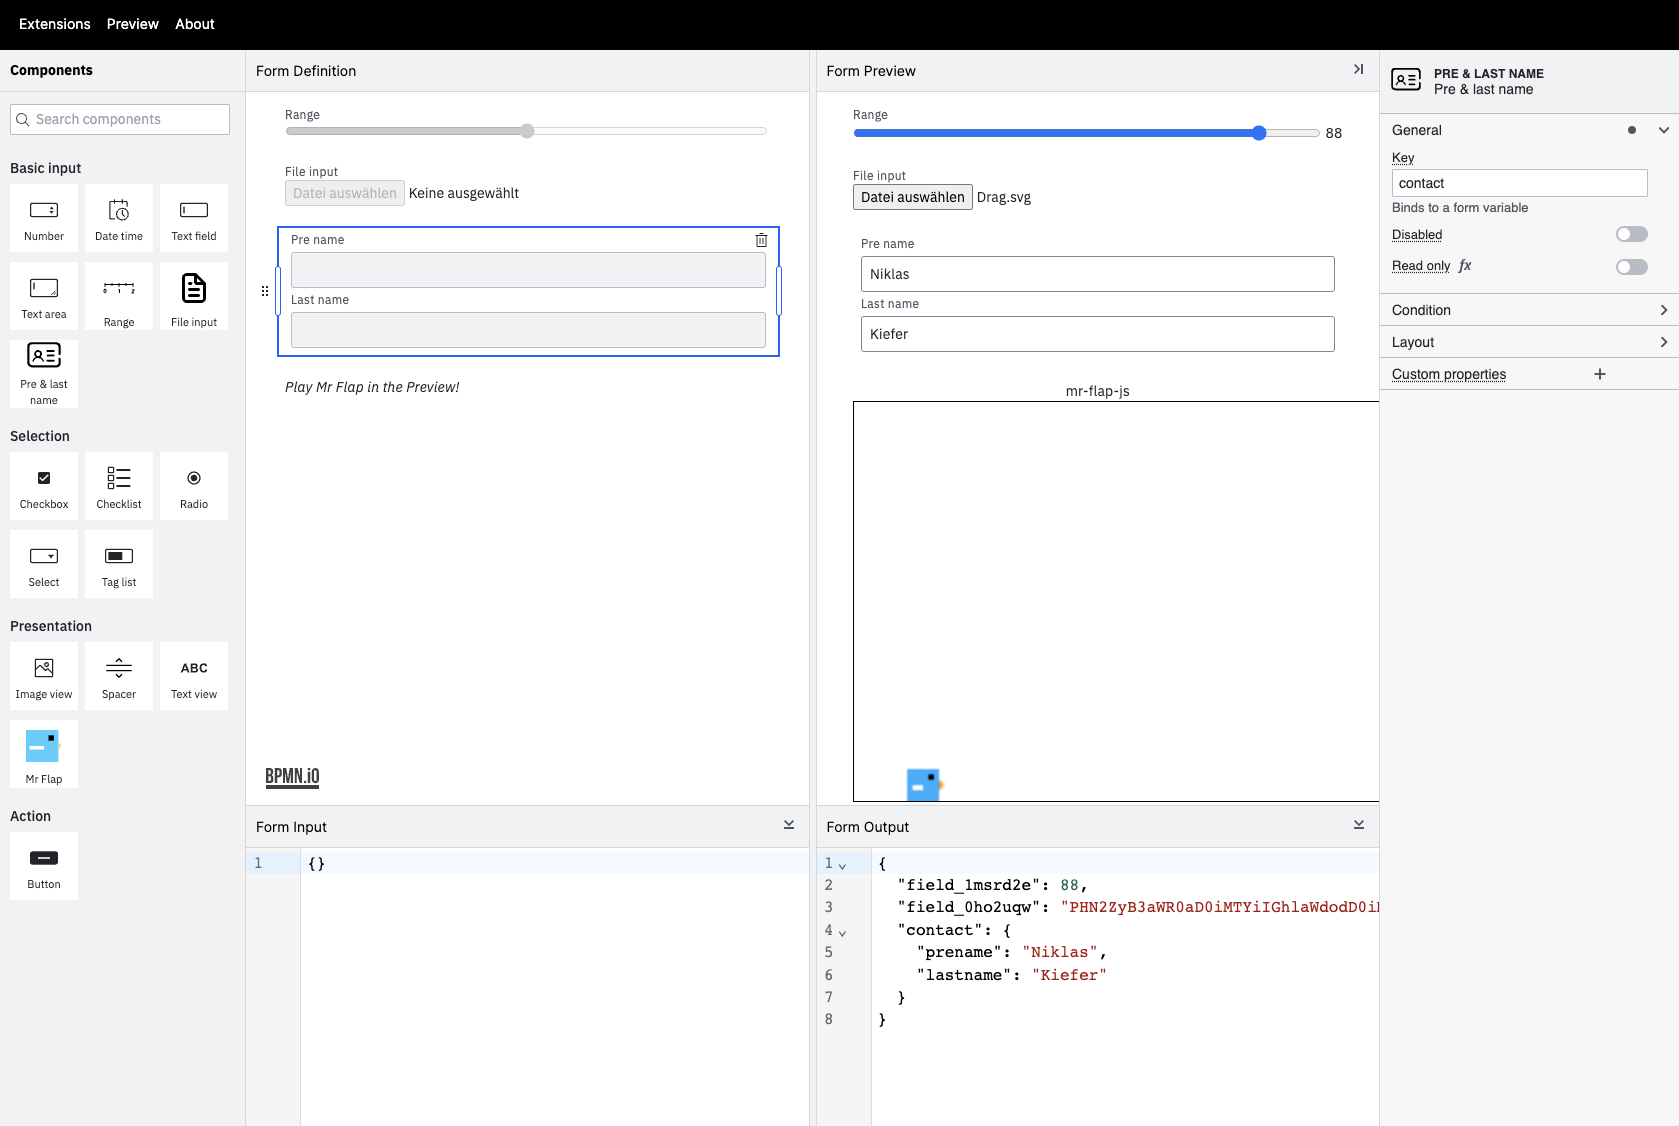 Extensions Preview About
Components
Search components
Basic input
Number Date time Text field
Text area Range File input
0 1 2
Pre & last
name
Selection
Checkbox Checklist Radio
Select Tag list
Presentation
ABC
Image view Spacer Text view
Mr Flap
Action
Button
Form Definition
Range
File input
Datei auswählen Keine ausgewählt
Pre name
Last name
Play Mr Flap in the Preview!
BPMN.iO
Form Input
1 {}
Form Preview
Range
88
File input
Datei auswählen Drag.svg
Pre name
Niklas
Last name
Kiefer
mr-flap-js
Form Output
1 {
2 "field_1msrd2e": 88,
3 "field_0ho2uqw": "PHN2ZyB3aWR0aD0iMTYiIGhlaWdodD0i
4 "contact": {
5 "prename": "Niklas",
6 "lastname": "Kiefer"
7 }
8 }
PRE & LAST NAME
Pre & last name
General
Key
contact
Binds to a form variable
Disabled
Read only fx
Condition
Layout
Custom properties